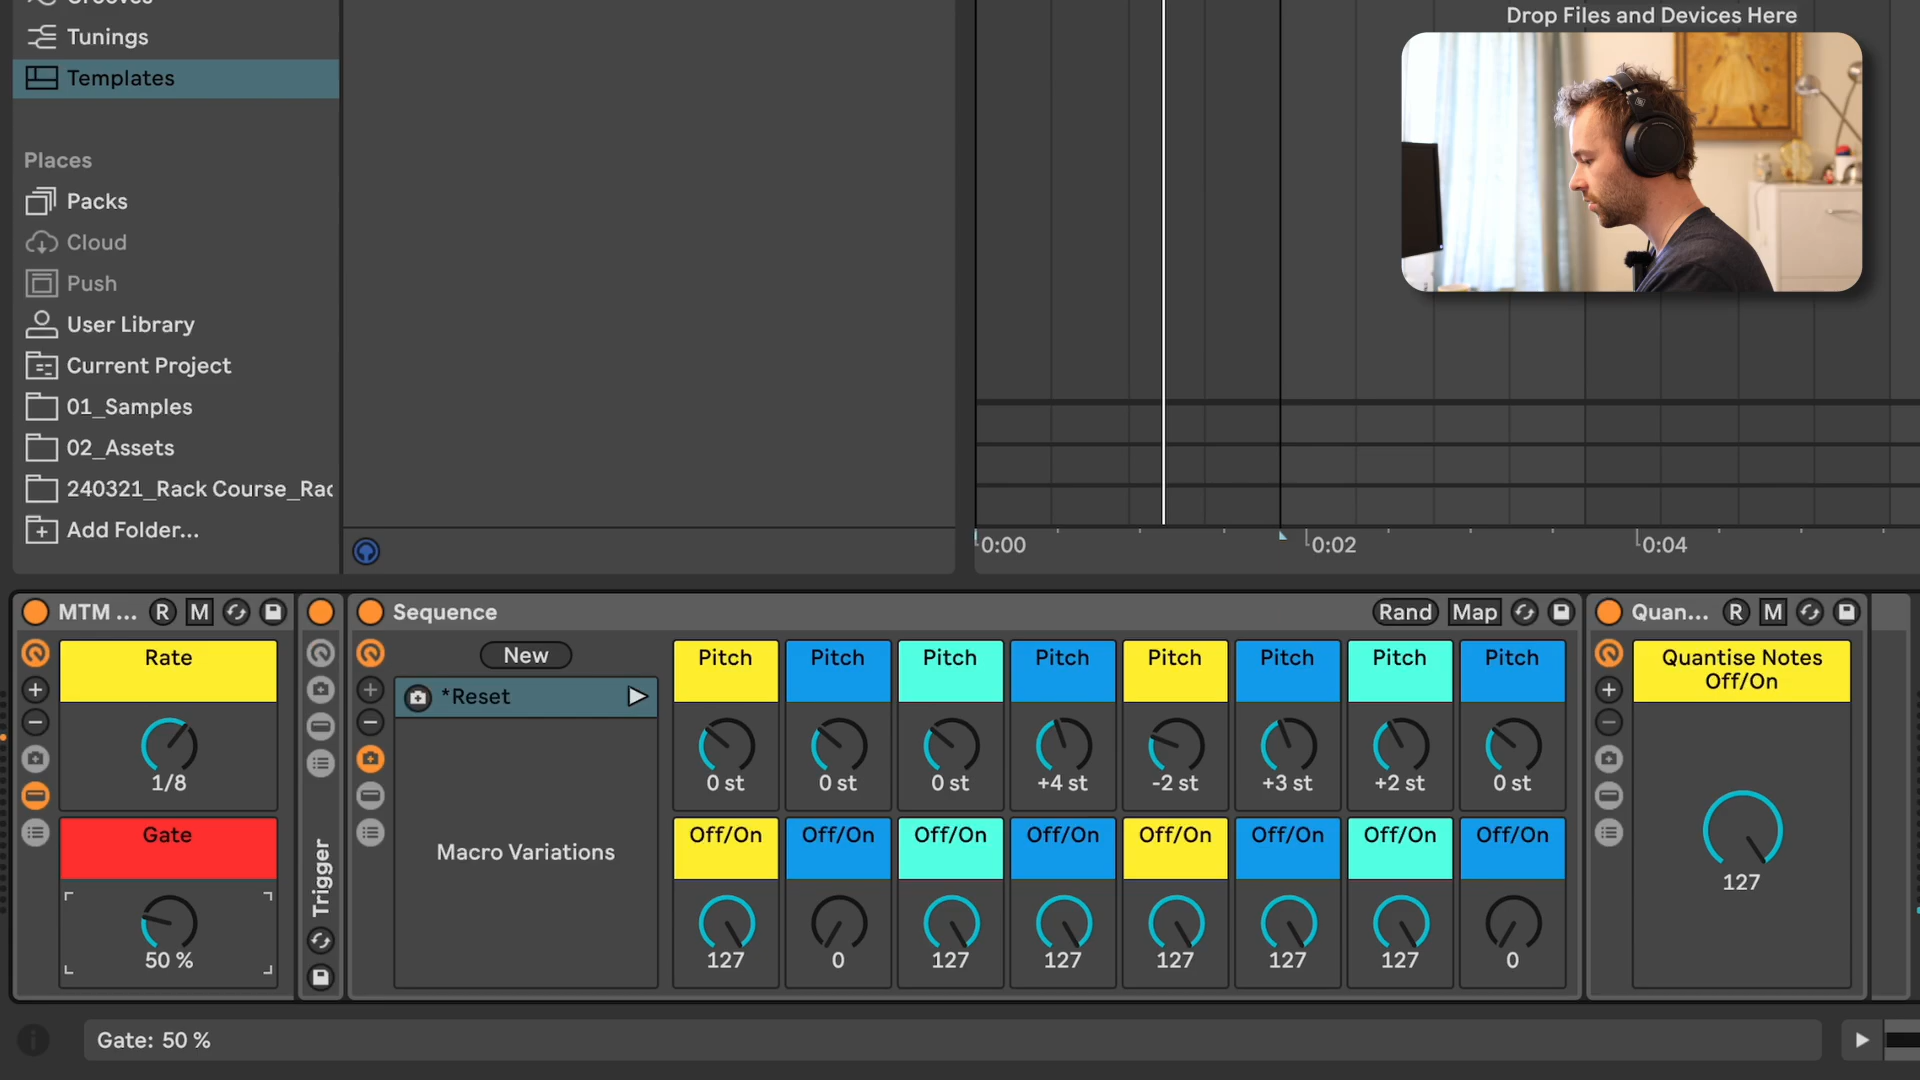 Grooves
Tunings
Templates
Places
Packs
Cloud
Push
User Library
Current Project
01_Samples
02_Assets
240321_Rack Course_Rac
Add Folder...
Drop Files and Devices Here
0:00
0:02
0:04
MTM ...
R
M
Rate
1/8
Gate
50 %
Trigger
Sequence
Rand
Map
New
*Reset
Macro Variations
Pitch
Pitch
Pitch
Pitch
Pitch
Pitch
Pitch
Pitch
0 st
0 st
0 st
+4 st
-2 st
+3 st
+2 st
0 st
Off/On
Off/On
Off/On
Off/On
Off/On
Off/On
Off/On
Off/On
127
0
127
127
127
127
127
0
Quan...
R
M
Quantise Notes
Off/On
127
Gate: 50 %